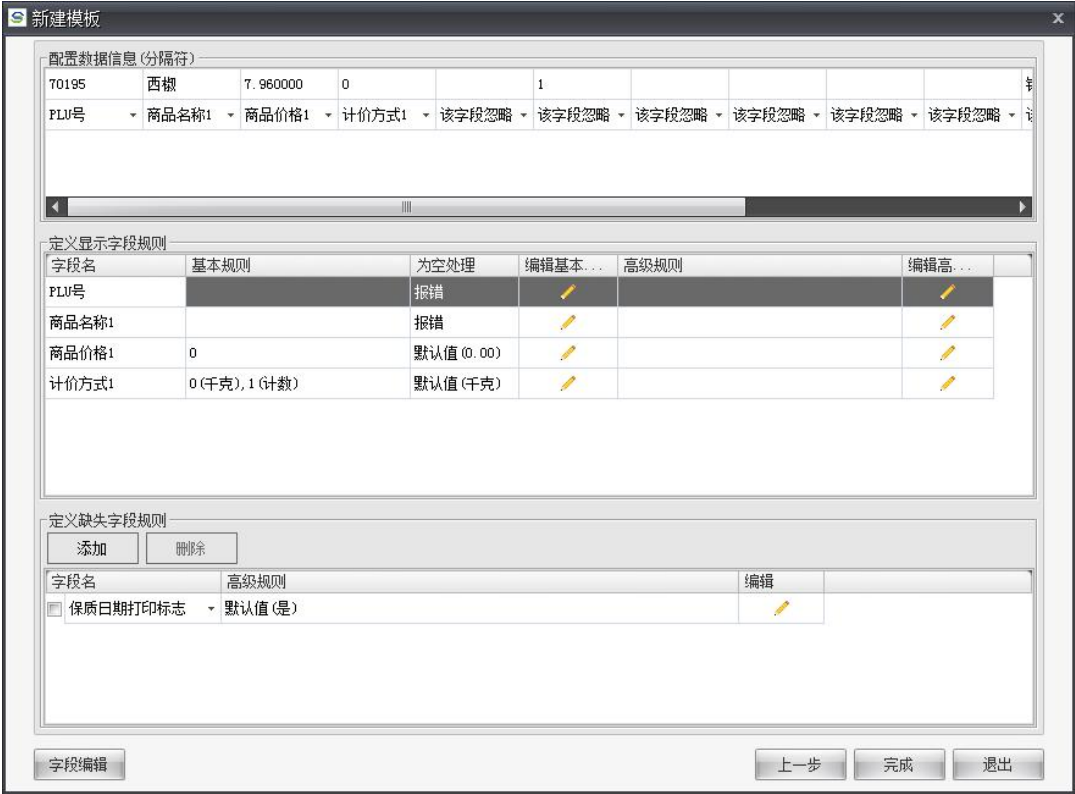 新建模板
配置数据信息(分隔符)
70195 西椒 7.960000 0 1
PLU号 商品名称1 商品价格1 计价方式1 该字段忽略 该字段忽略 该字段忽略 该字段忽略 该字段忽略 该字段忽略
定义显示字段规则
字段名 基本规则 为空处理 编辑基本... 高级规则 编辑高...
PLU号 报错
商品名称1 报错
商品价格1 0 默认值(0.00)
计价方式1 0(千克),1(计数) 默认值(千克)
定义缺失字段规则
添加 删除
字段名 高级规则 编辑
保质日期打印标志 默认值(是)
字段编辑 上一步 完成 退出